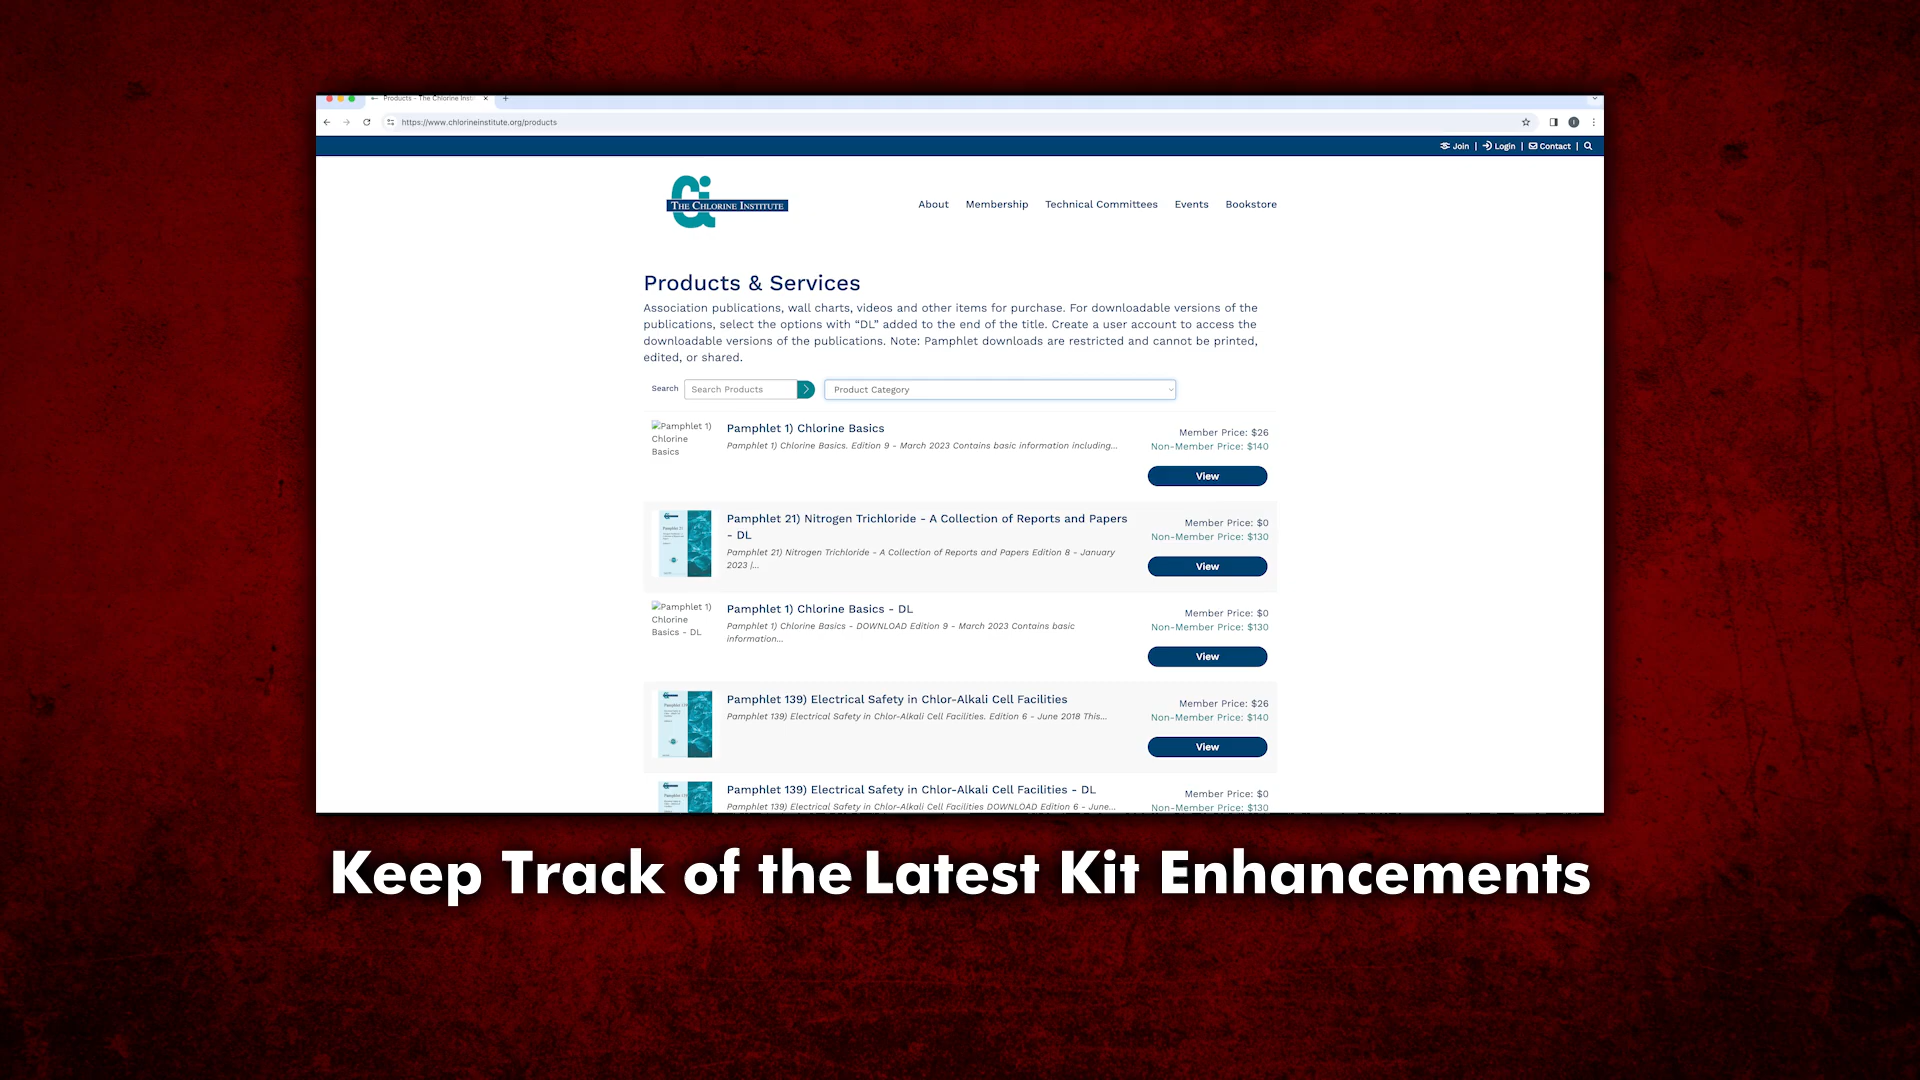 Products - The Chlorine Insti
https://www.chlorineinstitute.org/products
Join | Login | Contact |
THE CHLORINE INSTITUTE
About Membership Technical Committees Events Bookstore
Products & Services
Association publications, wall charts, videos and other items for purchase. For downloadable versions of the
publications, select the options with “DL” added to the end of the title. Create a user account to access the
downloadable versions of the publications. Note: Pamphlet downloads are restricted and cannot be printed,
edited, or shared.
Search Search Products Product Category
Pamphlet 1)
Chlorine
Basics
Pamphlet 1) Chlorine Basics
Pamphlet 1) Chlorine Basics. Edition 9 - March 2023 Contains basic information including...
Member Price: $26
Non-Member Price: $140
View
Pamphlet 21) Nitrogen Trichloride - A Collection of Reports and Papers
- DL
Pamphlet 21) Nitrogen Trichloride - A Collection of Reports and Papers Edition 8 - January
2023 |...
Member Price: $0
Non-Member Price: $130
View
Pamphlet 1)
Chlorine
Basics - DL
Pamphlet 1) Chlorine Basics - DL
Pamphlet 1) Chlorine Basics - DOWNLOAD Edition 9 - March 2023 Contains basic
information...
Member Price: $0
Non-Member Price: $130
View
Pamphlet 139) Electrical Safety in Chlor-Alkali Cell Facilities
Pamphlet 139) Electrical Safety in Chlor-Alkali Cell Facilities. Edition 6 - June 2018 This...
Member Price: $26
Non-Member Price: $140
View
Pamphlet 139) Electrical Safety in Chlor-Alkali Cell Facilities - DL
Pamphlet 139) Electrical Safety in Chlor-Alkali Cell Facilities DOWNLOAD Edition 6 - June...
Member Price: $0
Non-Member Price: $130
Keep Track of the Latest Kit Enhancements